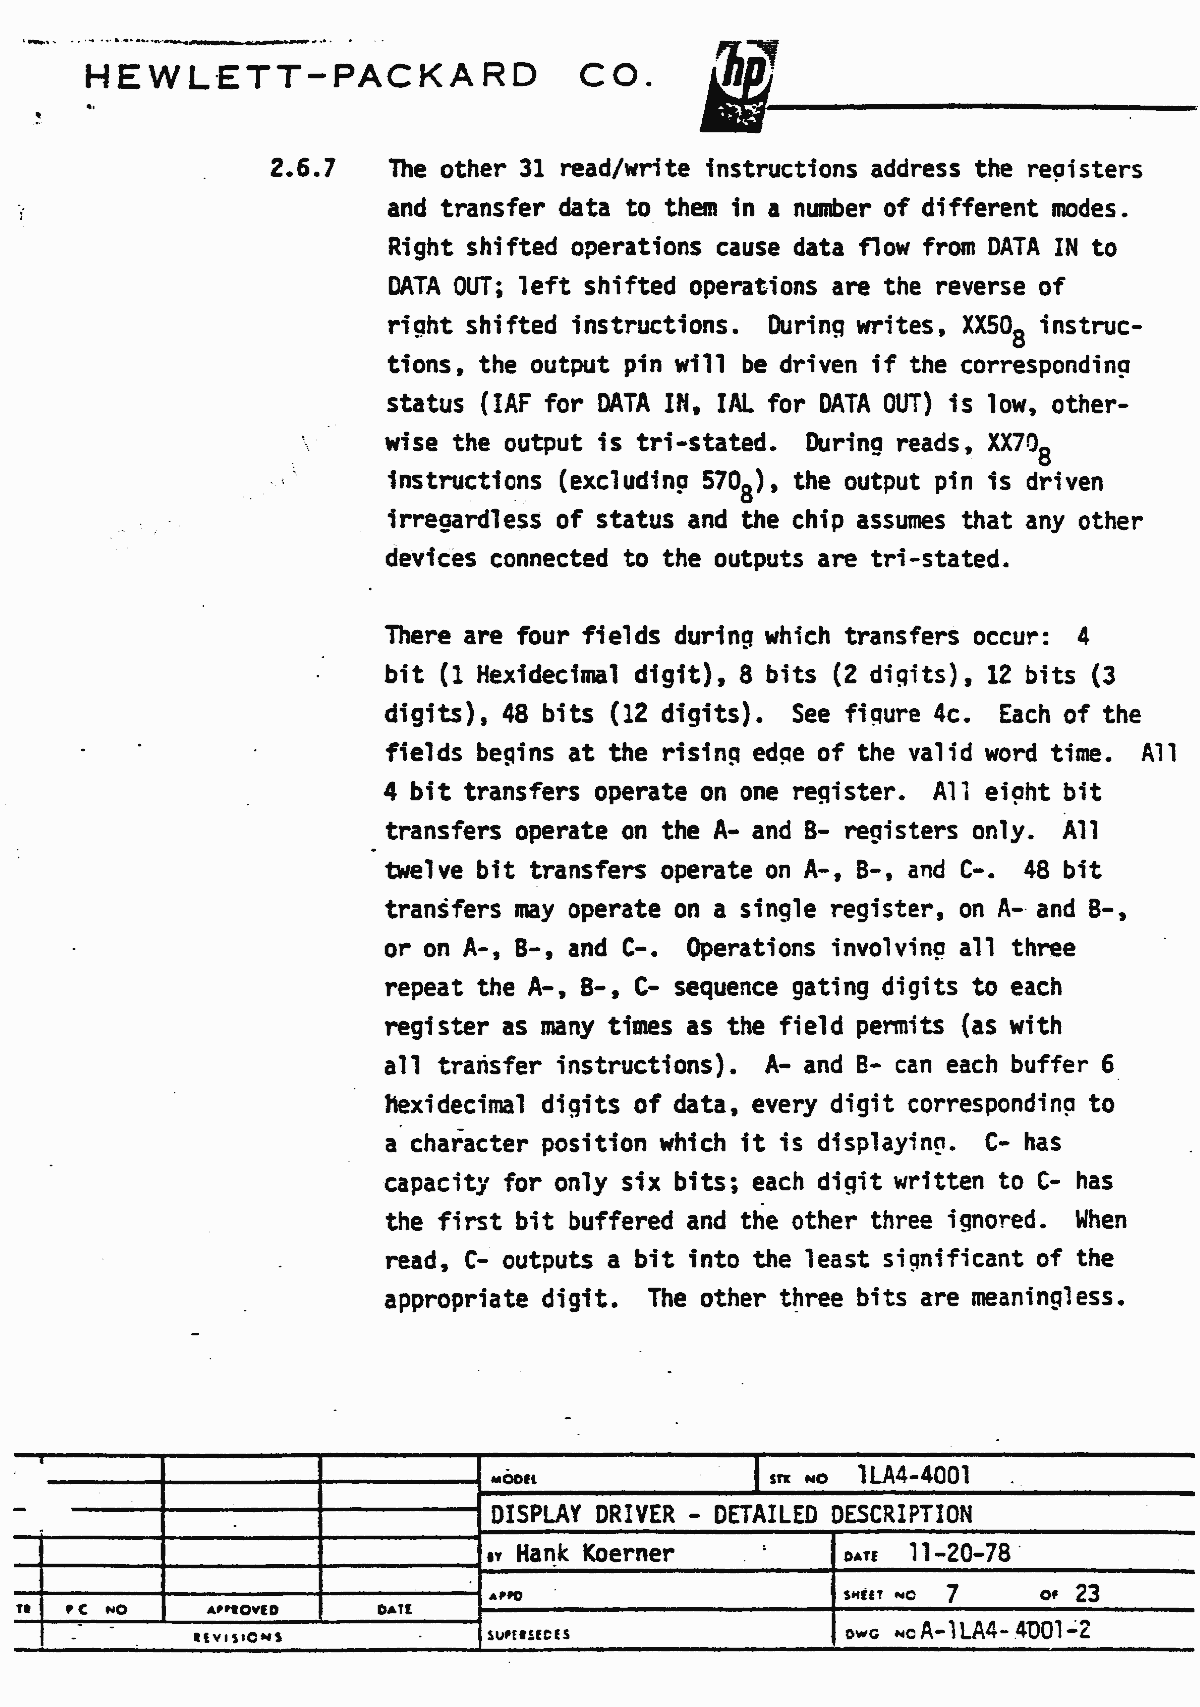 HEWLETT-PACKARD CO.
hp
2.6.7 The other 31 read/write instructions address the registers
and transfer data to them in a number of different modes.
Right shifted operations cause data flow from DATA IN to
DATA OUT; left shifted operations are the reverse of
right shifted instructions. During writes, XX50₈ instruc-
tions, the output pin will be driven if the corresponding
status (IAF for DATA IN, IAL for DATA OUT) is low, other-
wise the output is tri-stated. During reads, XX70₈
instructions (excluding 570₈), the output pin is driven
irregardless of status and the chip assumes that any other
devices connected to the outputs are tri-stated.
There are four fields during which transfers occur: 4
bit (1 Hexidecimal digit), 8 bits (2 digits), 12 bits (3
digits), 48 bits (12 digits). See figure 4c. Each of the
fields begins at the rising edge of the valid word time. All
4 bit transfers operate on one register. All eight bit
transfers operate on the A- and B- registers only. All
twelve bit transfers operate on A-, B-, and C-. 48 bit
transfers may operate on a single register, on A- and B-,
or on A-, B-, and C-. Operations involving all three
repeat the A-, B-, C- sequence gating digits to each
register as many times as the field permits (as with
all transfer instructions). A- and B- can each buffer 6
hexidecimal digits of data, every digit corresponding to
a character position which it is displaying. C- has
capacity for only six bits; each digit written to C- has
the first bit buffered and the other three ignored. When
read, C- outputs a bit into the least significant of the
appropriate digit. The other three bits are meaningless.
MODEL STK NO 1LA4-4001
DISPLAY DRIVER - DETAILED DESCRIPTION
BY Hank Koerner DATE 11-20-78
APPD SHEET NO 7 OF 23
LTR PC NO APPROVED DATE
REVISIONS SUPERSEDES DWG NO A-1LA4-4001-2